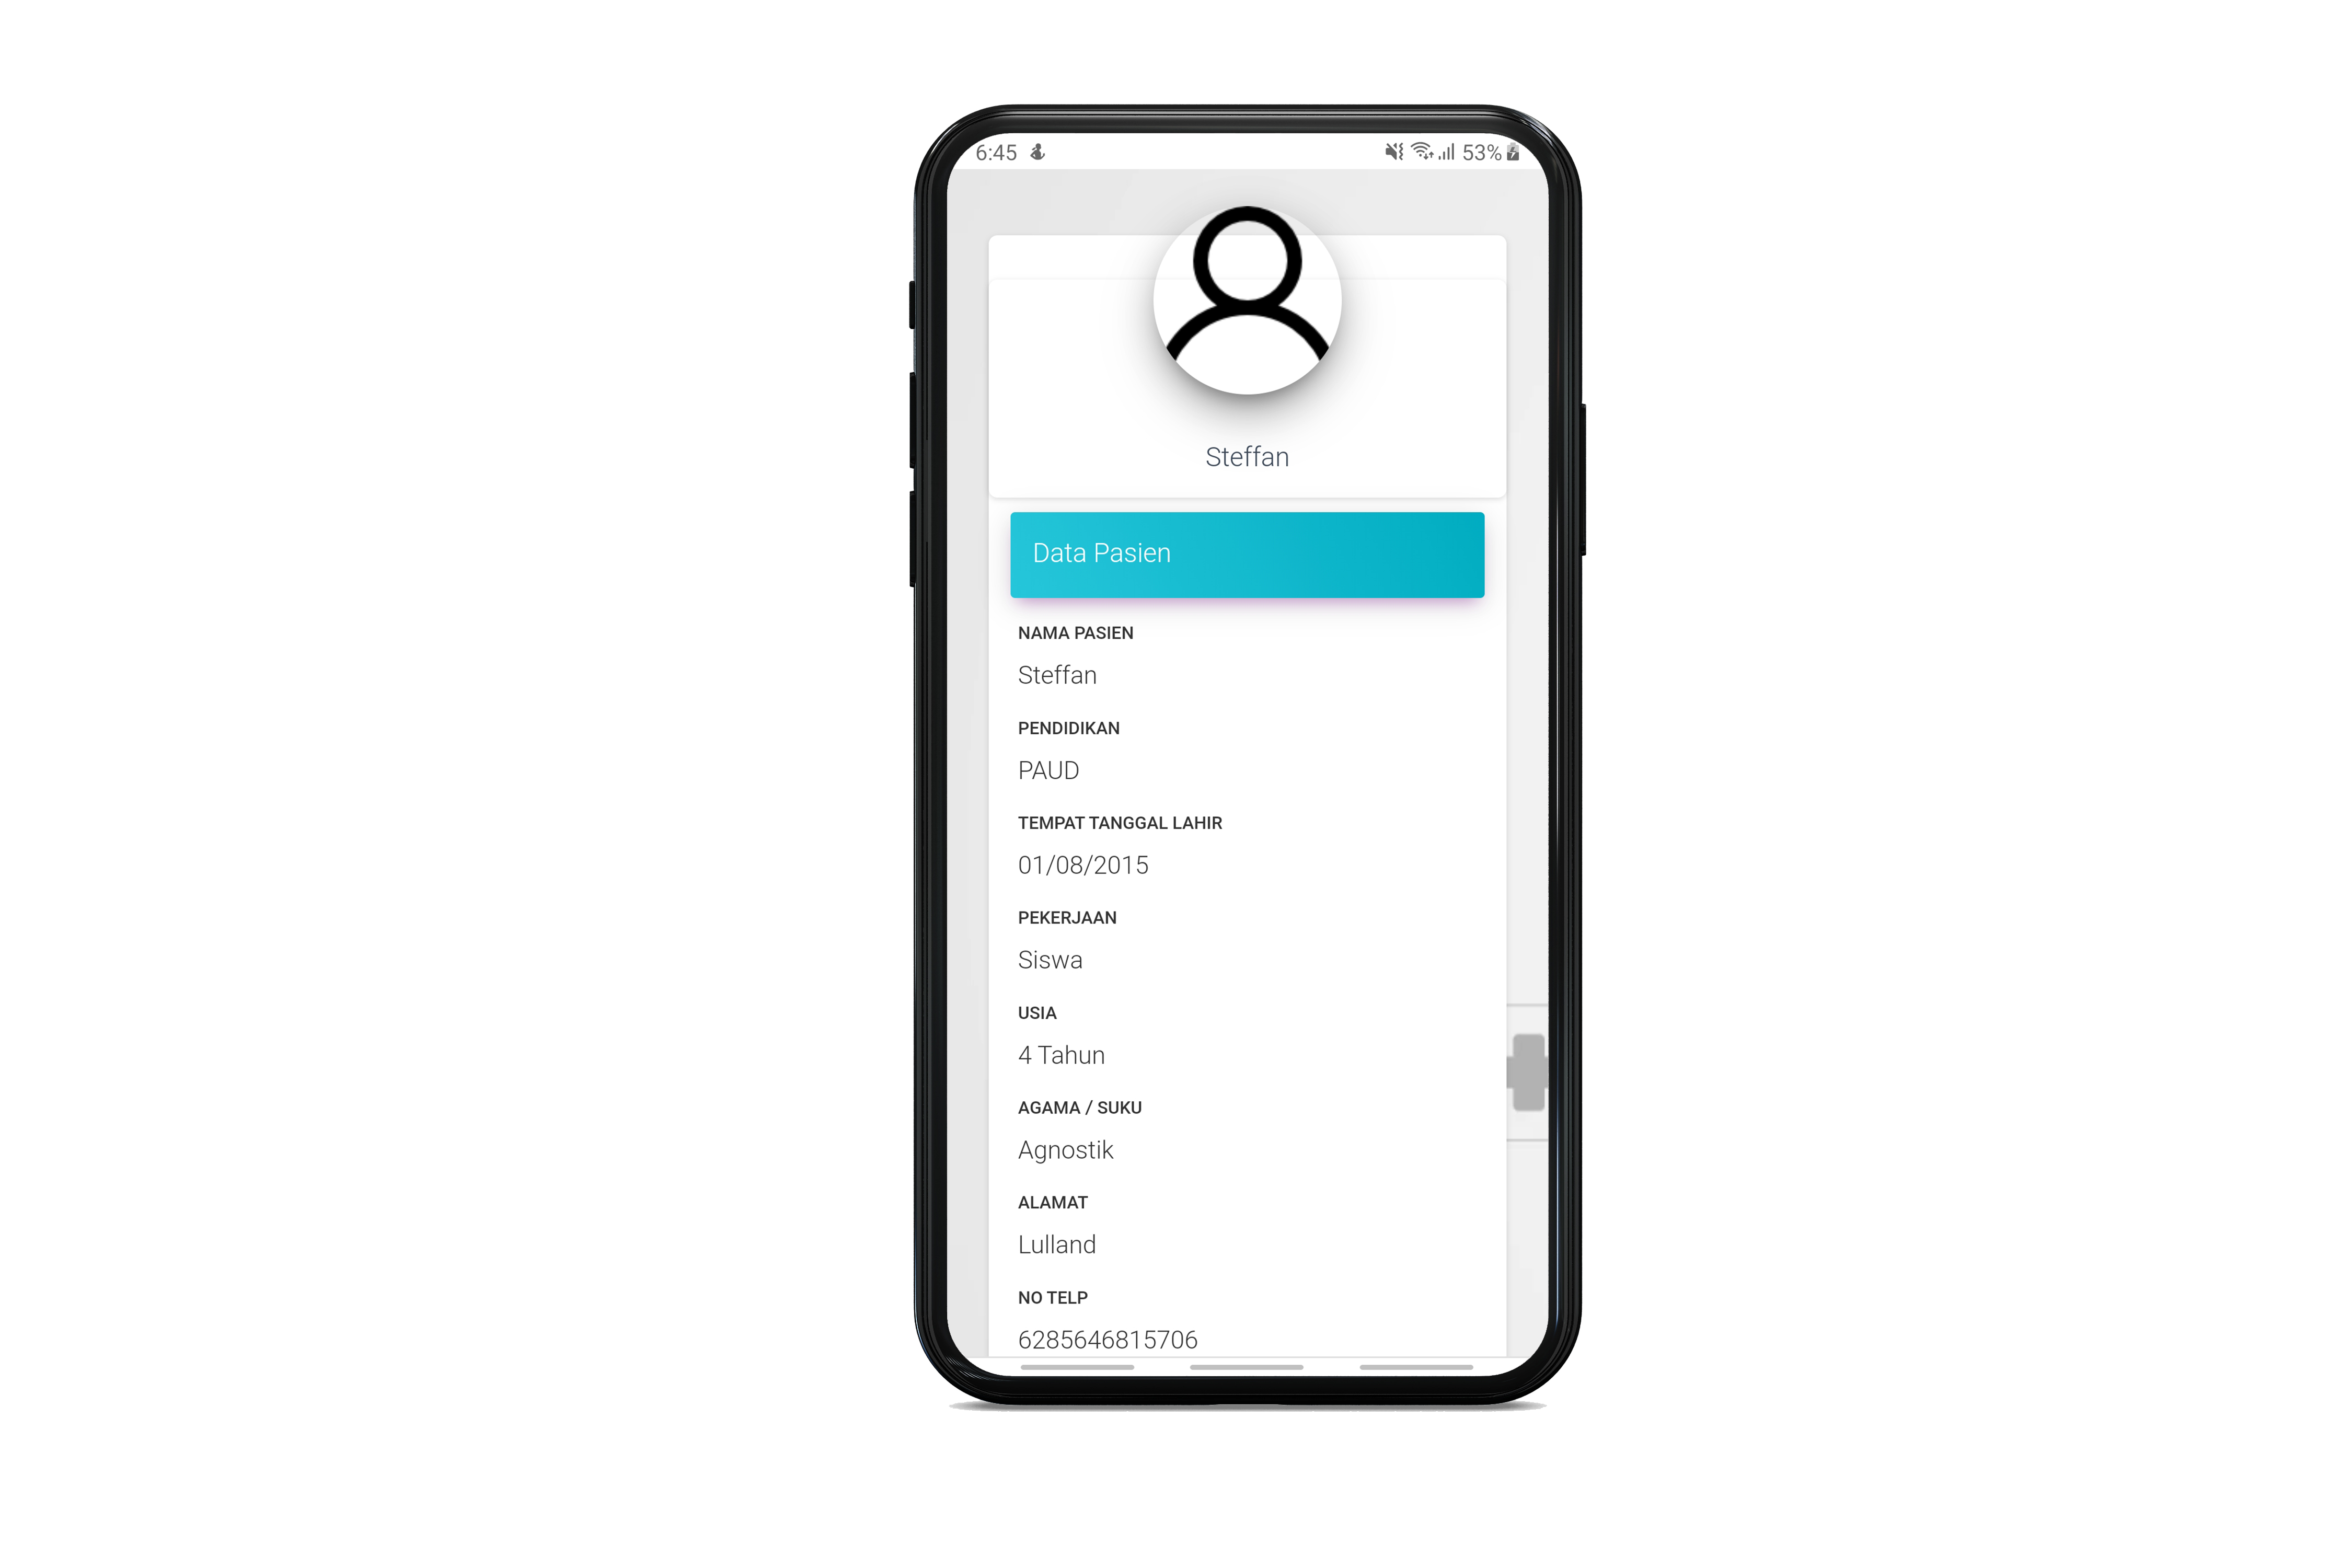 6:45
53%
Steffan
Data Pasien
NAMA PASIEN
Steffan
PENDIDIKAN
PAUD
TEMPAT TANGGAL LAHIR
01/08/2015
PEKERJAAN
Siswa
USIA
4 Tahun
AGAMA / SUKU
Agnostik
ALAMAT
Lulland
NO TELP
6285646815706